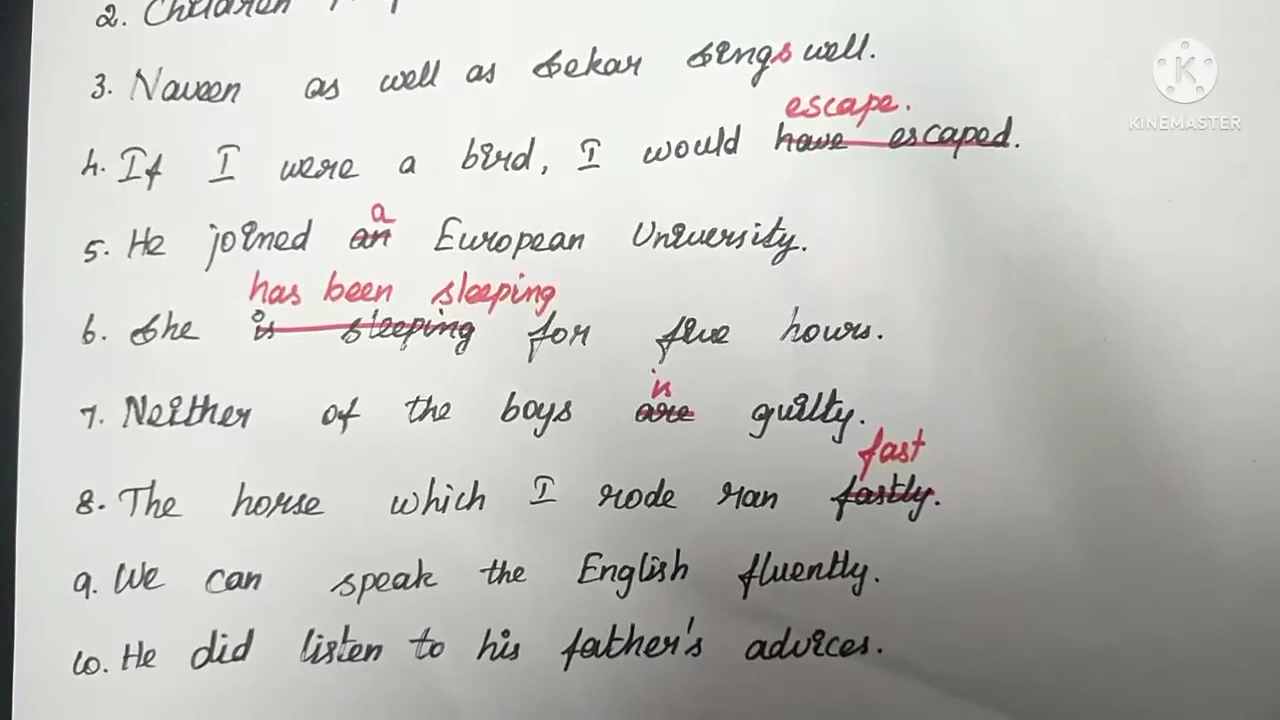 2. Children
3. Naveen as well as Sekar sings well.
escape.
4. If I were a bird, I would have escaped.
a
5. He joined an European University.
has been sleeping
6. She is sleeping for five hours.
is
7. Neither of the boys are guilty.
fast
8. The horse which I rode ran fastly.
9. We can speak the English fluently.
10. He did listen to his father's advices.
K
KINEMASTER